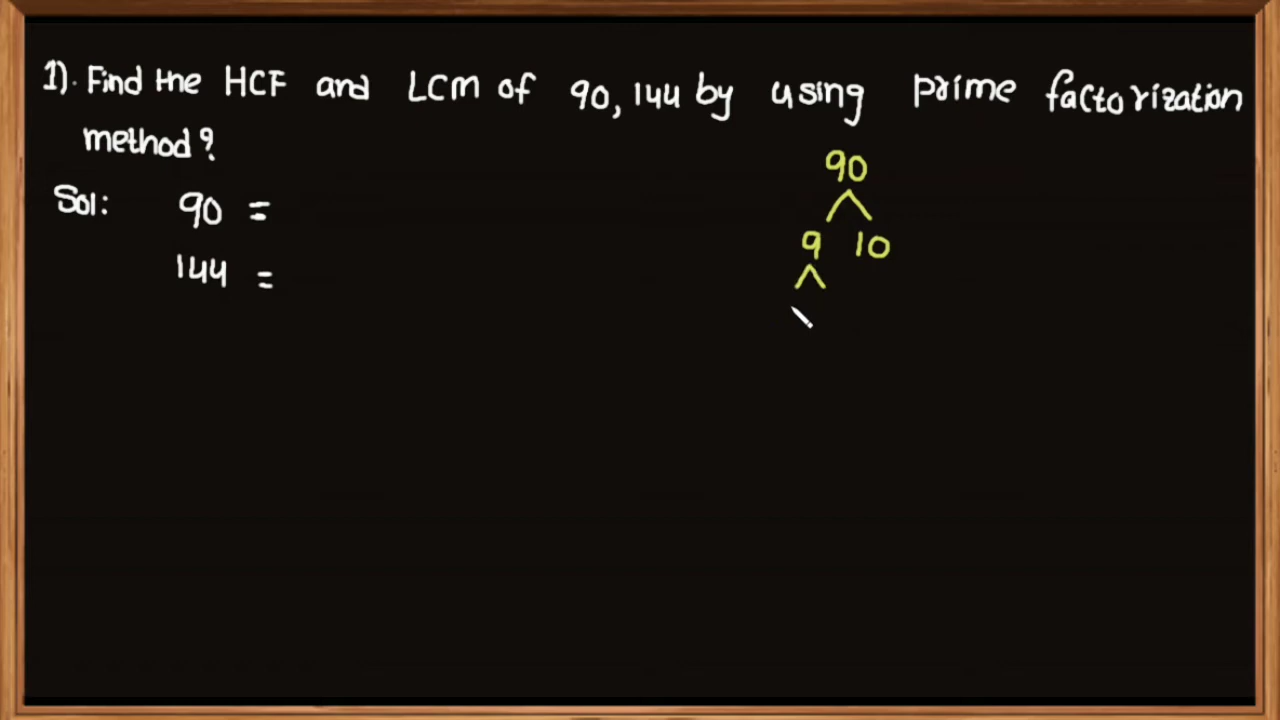 1). Find the HCF and LCM of 90, 144 by using prime factorization
method?
Sol: 90 =
144 =
90
9 10